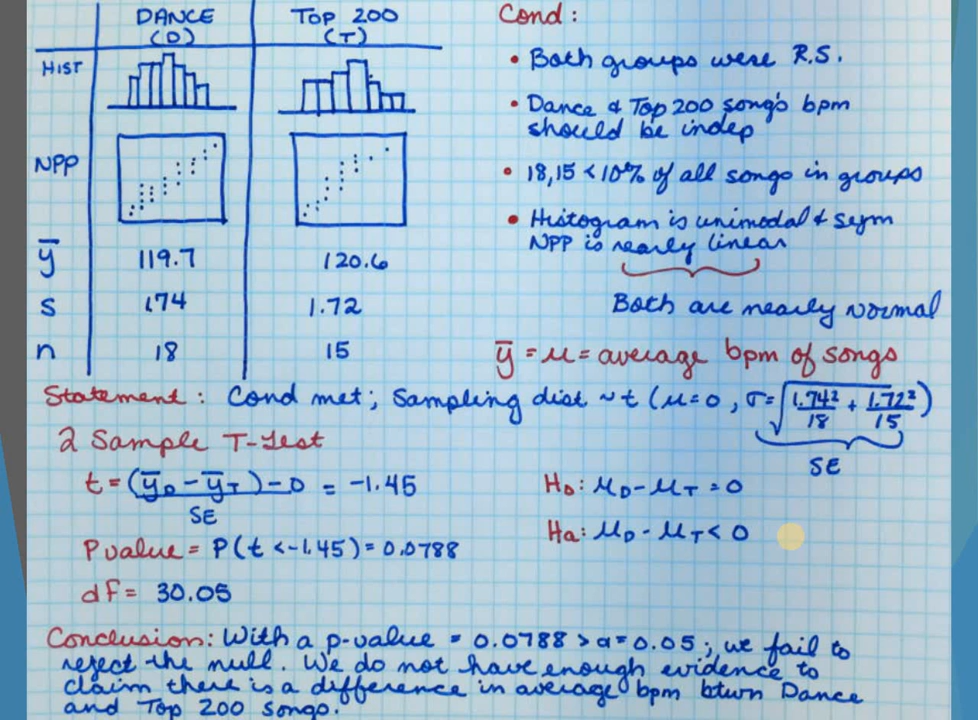 DANCE
(D)
TOP 200
(T)
HIST
NPP
ȳ 119.7 120.6
s 1.74 1.72
n 18 15
Cond:
• Both groups were R.S.
• Dance & Top 200 song's bpm
should be indep
• 18,15 <10% of all songs in groups
• Histogram is unimodal & sym
NPP is nearly linear
Both are nearly normal
ȳ = μ = average bpm of songs
Statement: Cond met; Sampling dist ~t (μ=0, σ=√(1.74²/18 + 1.72²/15))
SE
2 Sample T-Test
t = (ȳD - ȳT) - 0 / SE = -1.45
Ho: μD - μT = 0
Pvalue = P(t < -1.45) = 0.0788
Ha: μD - μT < 0
df = 30.05
Conclusion: With a p-value = 0.0788 > α = 0.05; we fail to
reject the null. We do not have enough evidence to
claim there is a difference in average bpm btwn Dance
and Top 200 songs.